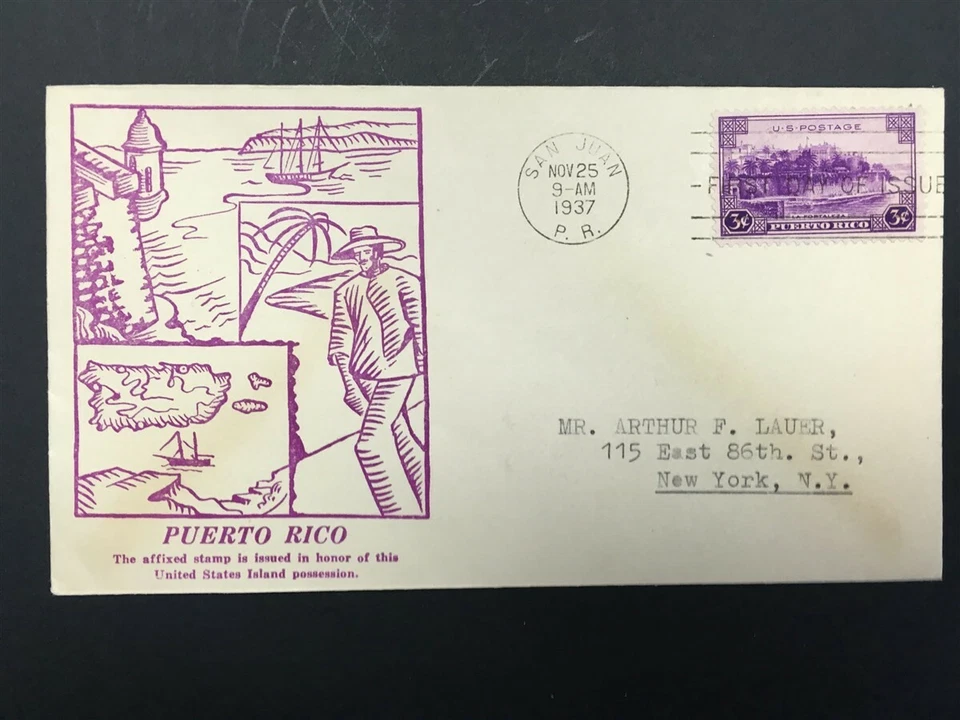 SAN JUAN
NOV 25
9-AM
1937
P. R.
U·S·POSTAGE
FIRST DAY OF ISSUE
LA FORTALEZA
3¢ PUERTO RICO 3¢
MR. ARTHUR F. LAUER,
115 East 86th. St.,
New York, N.Y.
PUERTO RICO
The affixed stamp is issued in honor of this
United States Island possession.